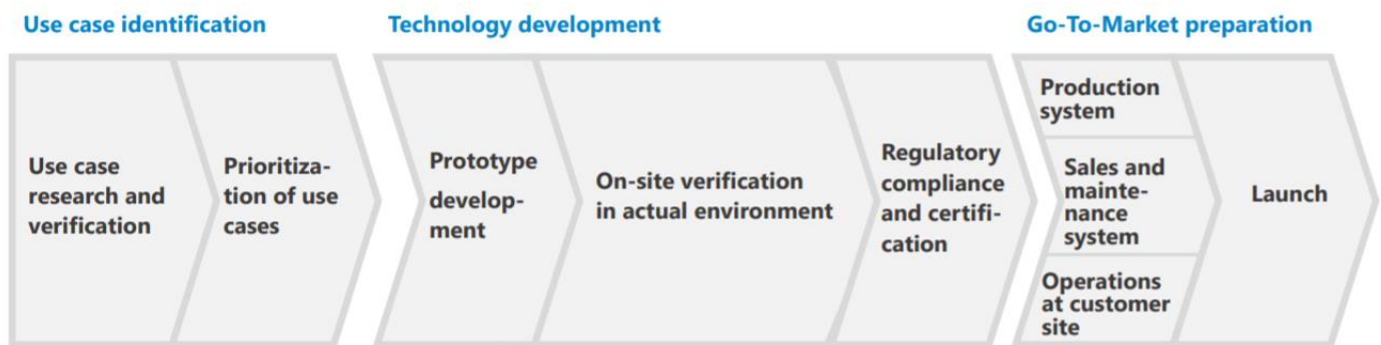 Use case identification
Technology development
Go-To-Market preparation
Use case
research and
verification
Prioritiza-
tion of use
cases
Prototype
develop-
ment
On-site verification
in actual environment
Regulatory
compliance
and certifi-
cation
Production
system
Sales and
mainte-
nance
system
Operations
at customer
site
Launch